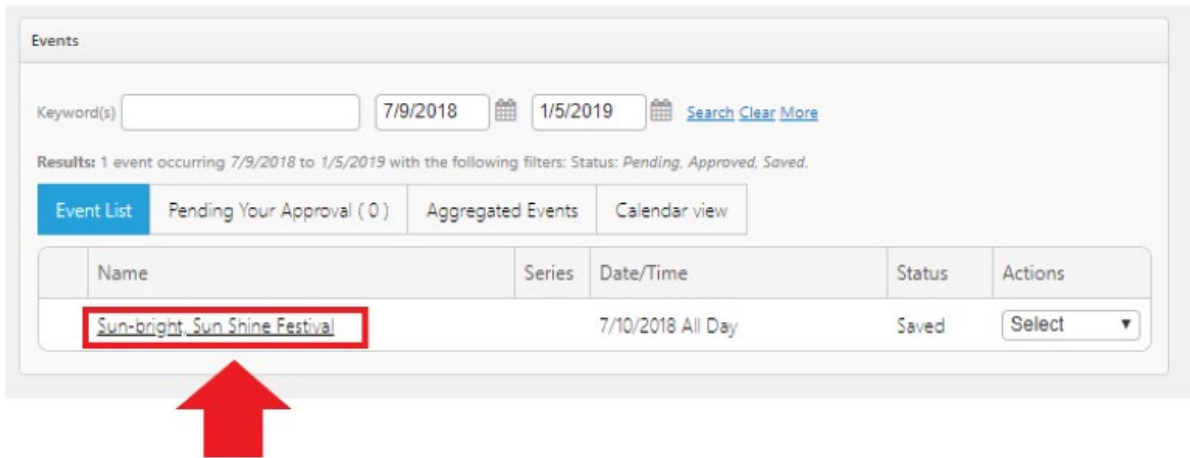 Events
Keyword(s) 7/9/2018 1/5/2019 Search Clear More
Results: 1 event occurring 7/9/2018 to 1/5/2019 with the following filters: Status: Pending, Approved, Saved.
Event List Pending Your Approval ( 0 ) Aggregated Events Calendar view
Name Series Date/Time Status Actions
Sun-bright, Sun Shine Festival 7/10/2018 All Day Saved Select